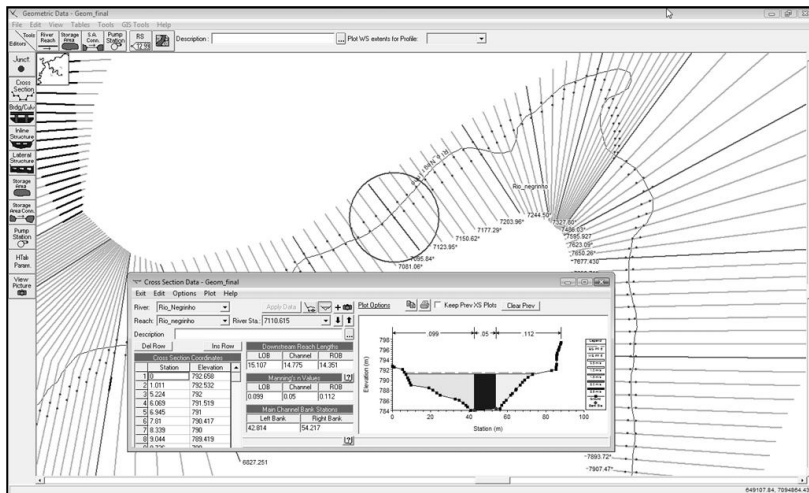 Geometric Data - Geom_final
File Edit View Tables Tools GIS Tools Help
Tools
Editors
River Reach
Storage Area
S.A. Conn.
Pump Station
RS
Description :
...
Plot WS extents for Profile:
Junct.
Cross Section
Brdg/Culv
Inline Structure
Lateral Structure
Storage Area
Storage Area Conn.
Pump Station
HTab Param.
View Picture
Rio_negrinho
7244.50*
7203.96*
7177.29*
7150.62*
7123.95*
7095.84*
7081.06*
7327.80*
7486.03*
7595.927
7623.09*
7650.26*
7677.430
6827.251
7893.72*
7907.47*
Cross Section Data - Geom_final
Exit Edit Options Plot Help
River: Rio_Negrinho
Apply Data
Plot Options
Keep Prev XS Plots
Clear Prev
Reach: Rio_negrinho
River Sta.: 7110.615
Description
...
Del Row
Ins Row
Cross Section Coordinates
Station Elevation
1 0 792.658
2 1.011 792.532
3 5.224 792
4 6.069 791.519
5 6.945 791
6 7.81 790.417
7 8.339 790
8 9.044 789.419
Downstream Reach Lengths
LOB Channel ROB
15.107 14.775 14.351
Manning's n Values
LOB Channel ROB
0.099 0.05 0.112
Main Channel Bank Stations
Left Bank Right Bank
42.814 54.217
.099 .05 .112
Elevation (m)
798
796
794
792
790
788
786
784
0 20 40 60 80 100
Station (m)
Legend
649107.84, 7094864.43